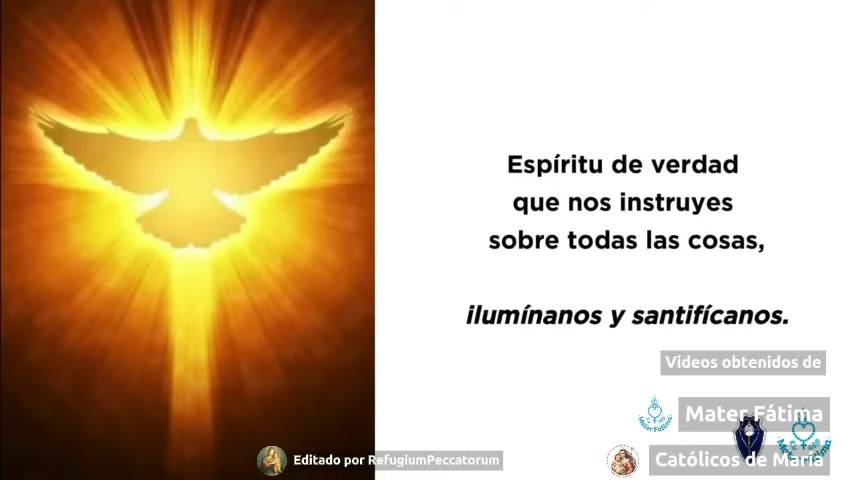 Espíritu de verdad
que nos instruyes
sobre todas las cosas,
ilumínanos y santifícanos.
Videos obtenidos de
Mater Fátima
Católicos de María
Editado por RefugiumPeccatorum